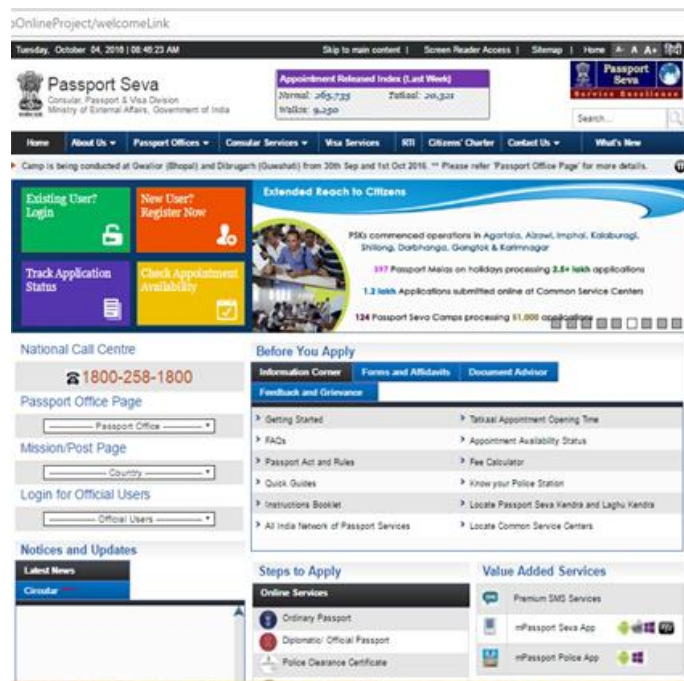 oOnlineProject/welcomeLink
Tuesday, October 04, 2016 | 08:46:23 AM
Skip to main content | Screen Reader Access | Sitemap | Home A- A A+ हिंदी
Passport Seva
Consular, Passport & Visa Division
Ministry of External Affairs, Government of India
Appointment Released Index (Last Week)
Normal: 265,735 Tatkaal: 20,321
Walkin: 9,250
Passport Seva
Service Excellence
Search...
Home About Us Passport Offices Consular Services Visa Services RTI Citizens' Charter Contact Us What's New
Camp is being conducted at Gwalior (Bhopal) and Dibrugarh (Guwahati) from 30th Sep and 1st Oct 2016. ** Please refer 'Passport Office Page' for more details.
Existing User? Login
New User? Register Now
Track Application Status
Check Appointment Availability
Extended Reach to Citizens
PSKs commenced operations in Agartala, Aizawl, Imphal, Kalaburagi,
Shillong, Darbhanga, Gangtok & Karimnagar
317 Passport Melas on holidays processing 2.5+ lakh applications
1.2 lakh Applications submitted online at Common Service Centers
124 Passport Seva Camps processing 51,000 applications
National Call Centre
1800-258-1800
Passport Office Page
Passport Office
Mission/Post Page
Country
Login for Official Users
Official Users
Notices and Updates
Latest News
Circular
Before You Apply
Information Corner Forms and Affidavits Document Advisor
Feedback and Grievance
Getting Started
FAQs
Passport Act and Rules
Quick Guides
Instructions Booklet
All India Network of Passport Services
Tatkaal Appointment Opening Time
Appointment Availability Status
Fee Calculator
Know your Police Station
Locate Passport Seva Kendra and Laghu Kendra
Locate Common Service Centers
Steps to Apply
Online Services
Ordinary Passport
Diplomatic/ Official Passport
Police Clearance Certificate
Value Added Services
Premium SMS Services
mPassport Seva App
mPassport Police App